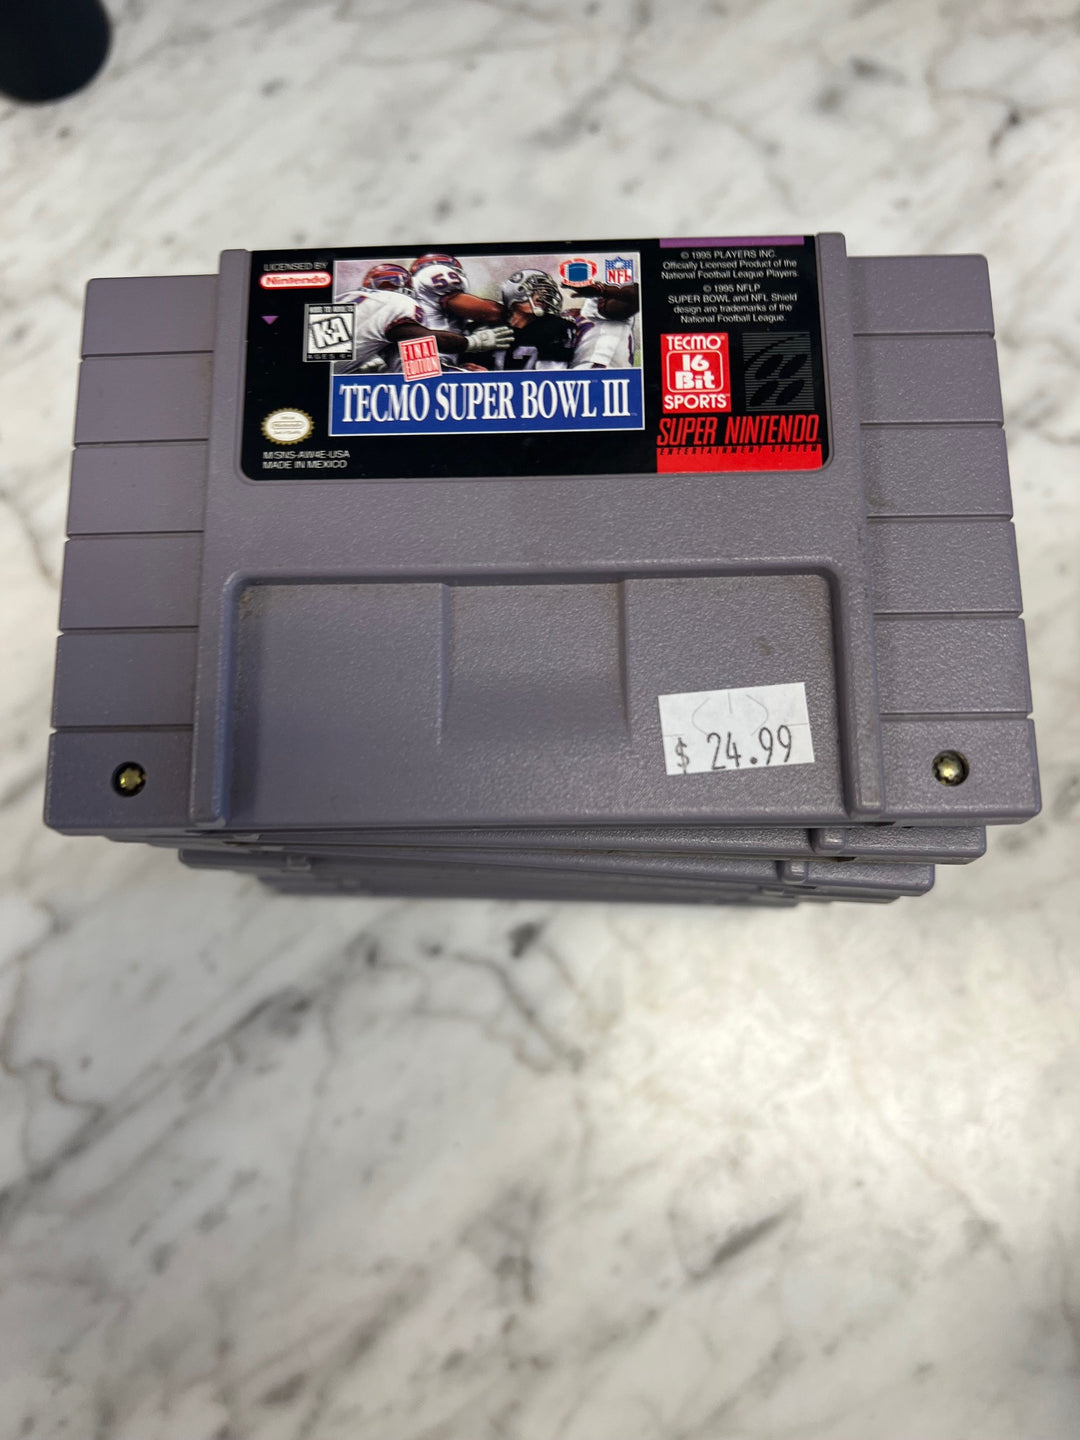 LICENSED BY
Nintendo
KA
59
NFL
FINAL
EDITION
TECMO SUPER BOWL III
M/SNS-AW4E-USA
MADE IN MEXICO
© 1995 PLAYERS INC.
Officially Licensed Product of the
National Football League Players.
© 1995 NFLP
SUPER BOWL and NFL Shield
design are trademarks of the
National Football League.
TECMO
16
Bit
SPORTS
SUPER NINTENDO
ENTERTAINMENT SYSTEM
$ 24.99